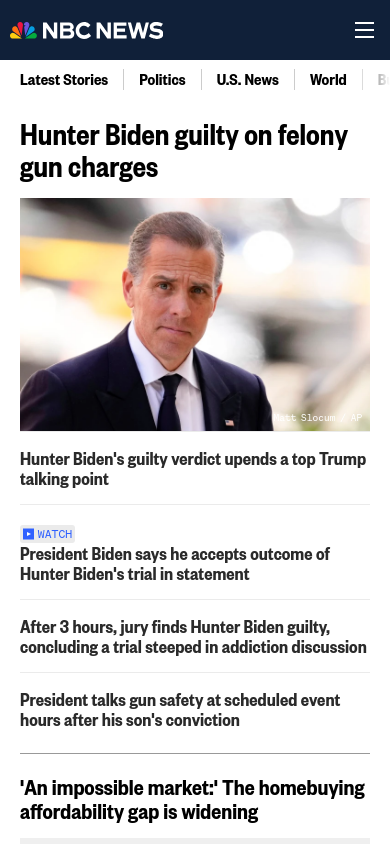 NBC NEWS
Latest Stories Politics U.S. News World B
Hunter Biden guilty on felony
gun charges
Matt Slocum / AP
Hunter Biden's guilty verdict upends a top Trump
talking point
WATCH
President Biden says he accepts outcome of
Hunter Biden's trial in statement
After 3 hours, jury finds Hunter Biden guilty,
concluding a trial steeped in addiction discussion
President talks gun safety at scheduled event
hours after his son's conviction
'An impossible market:' The homebuying
affordability gap is widening